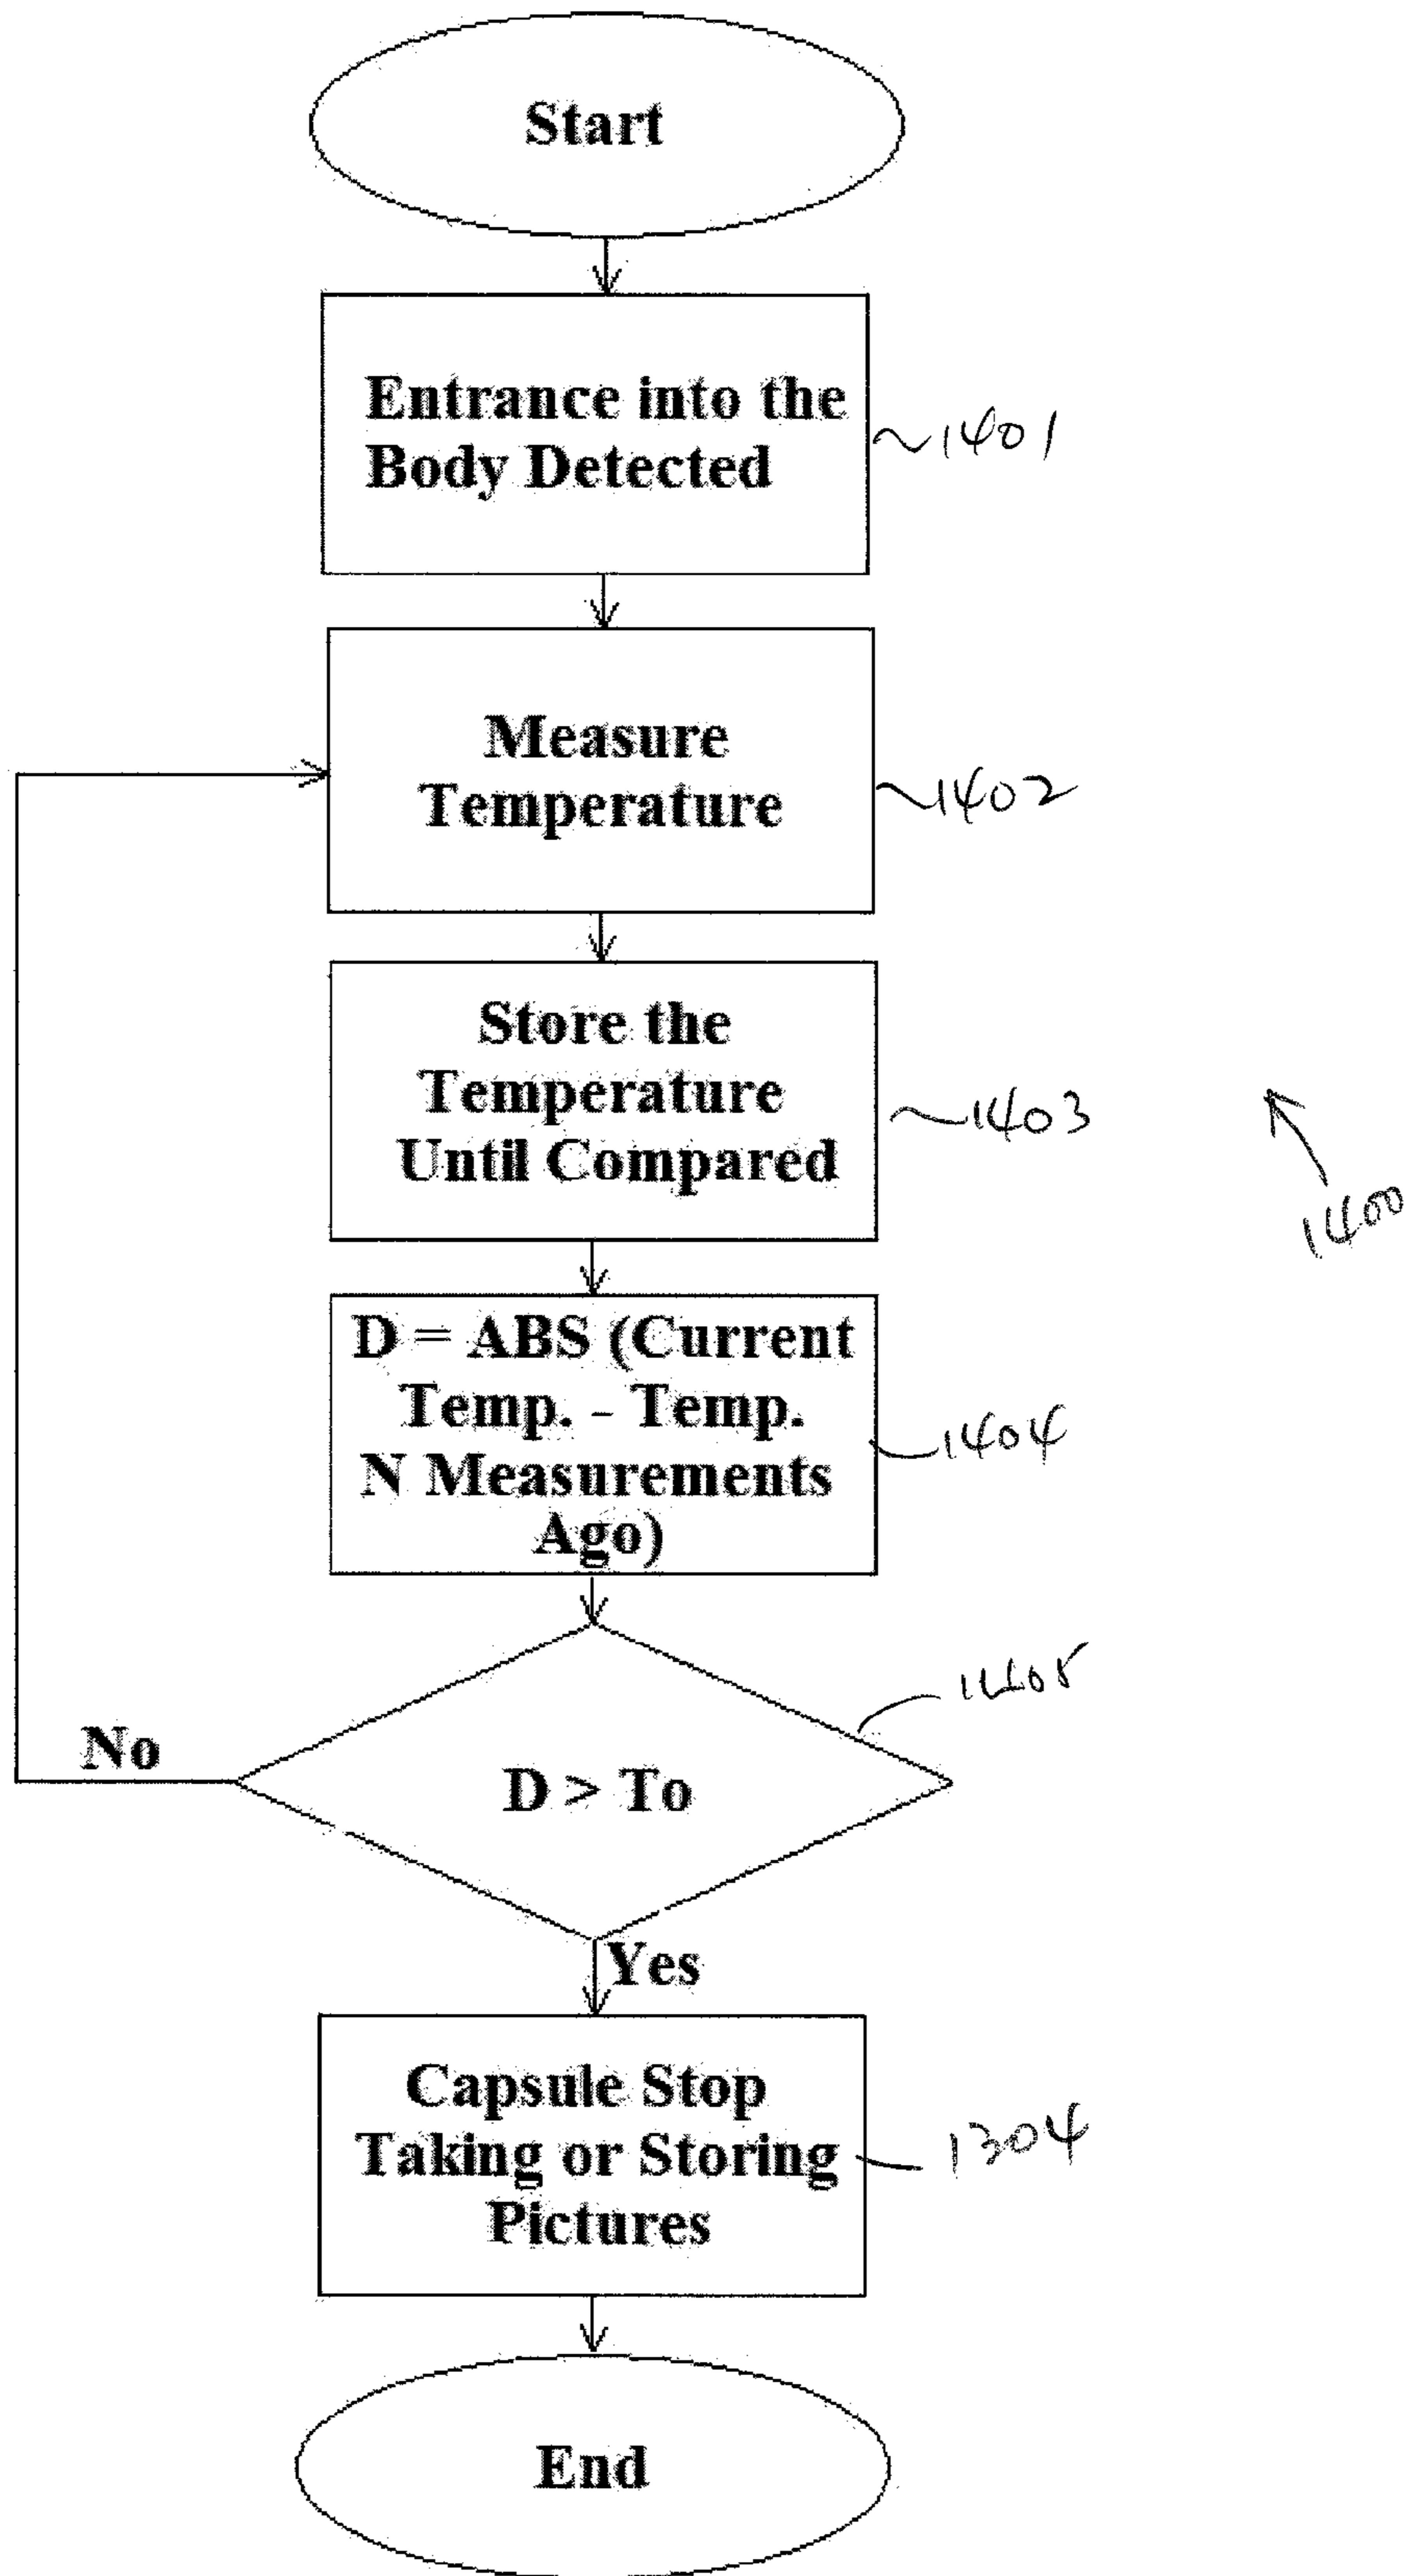 Start
Entrance into the
Body Detected
1401
Measure
Temperature
1402
Store the
Temperature
Until Compared
1403
1400
D = ABS (Current
Temp. - Temp.
N Measurements
Ago)
1404
1405
No
D > To
Yes
Capsule Stop
Taking or Storing
Pictures
1304
End